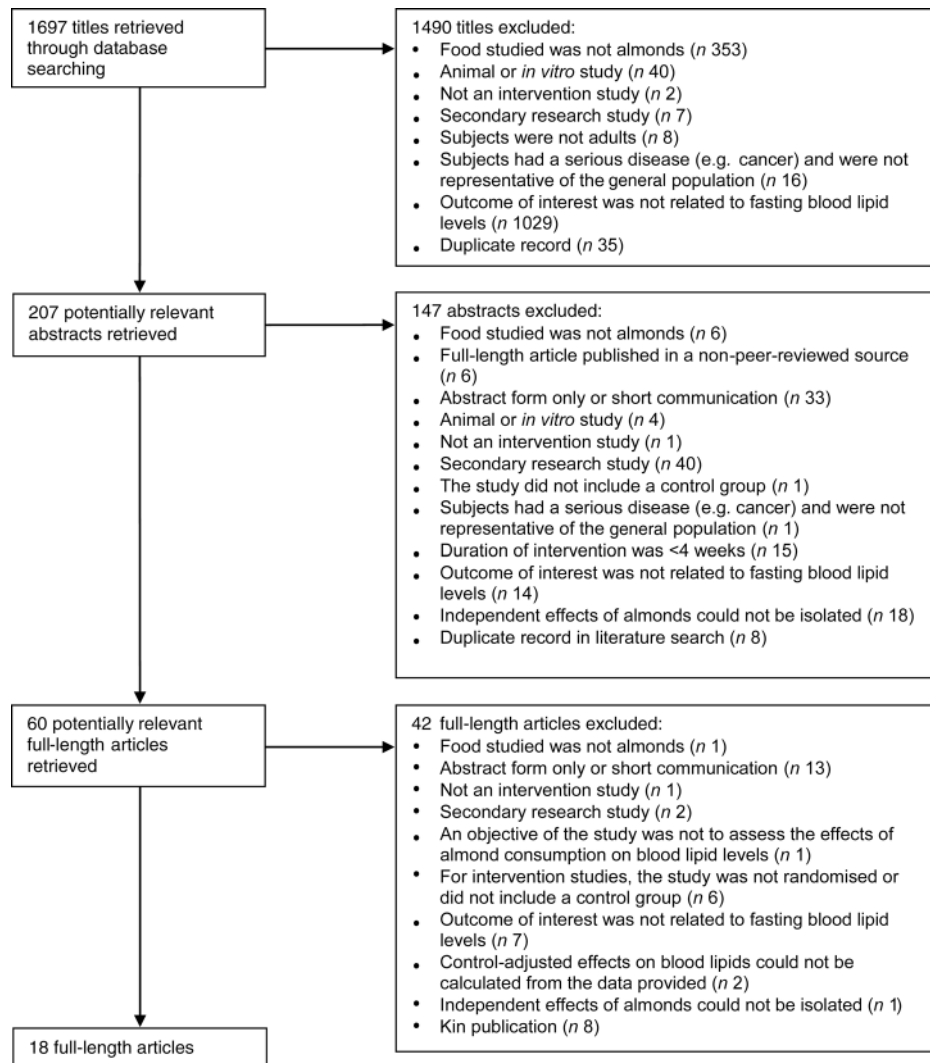 1697 titles retrieved
through database
searching
1490 titles excluded:
• Food studied was not almonds (n 353)
• Animal or in vitro study (n 40)
• Not an intervention study (n 2)
• Secondary research study (n 7)
• Subjects were not adults (n 8)
• Subjects had a serious disease (e.g. cancer) and were not
representative of the general population (n 16)
• Outcome of interest was not related to fasting blood lipid
levels (n 1029)
• Duplicate record (n 35)
207 potentially relevant
abstracts retrieved
147 abstracts excluded:
• Food studied was not almonds (n 6)
• Full-length article published in a non-peer-reviewed source
(n 6)
• Abstract form only or short communication (n 33)
• Animal or in vitro study (n 4)
• Not an intervention study (n 1)
• Secondary research study (n 40)
• The study did not include a control group (n 1)
• Subjects had a serious disease (e.g. cancer) and were not
representative of the general population (n 1)
• Duration of intervention was <4 weeks (n 15)
• Outcome of interest was not related to fasting blood lipid
levels (n 14)
• Independent effects of almonds could not be isolated (n 18)
• Duplicate record in literature search (n 8)
60 potentially relevant
full-length articles
retrieved
42 full-length articles excluded:
• Food studied was not almonds (n 1)
• Abstract form only or short communication (n 13)
• Not an intervention study (n 1)
• Secondary research study (n 2)
• An objective of the study was not to assess the effects of
almond consumption on blood lipid levels (n 1)
• For intervention studies, the study was not randomised or
did not include a control group (n 6)
• Outcome of interest was not related to fasting blood lipid
levels (n 7)
• Control-adjusted effects on blood lipids could not be
calculated from the data provided (n 2)
• Independent effects of almonds could not be isolated (n 1)
• Kin publication (n 8)
18 full-length articles